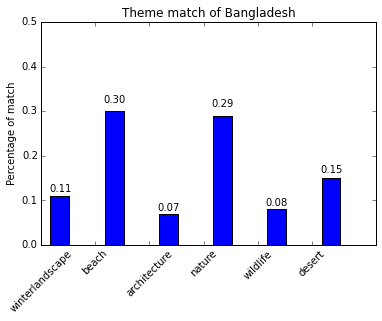 Theme match of Bangladesh
Percentage of match
0.5
0.4
0.3
0.2
0.1
0.0
0.11
0.30
0.07
0.29
0.08
0.15
winterlandscape
beach
architecture
nature
wildlife
desert